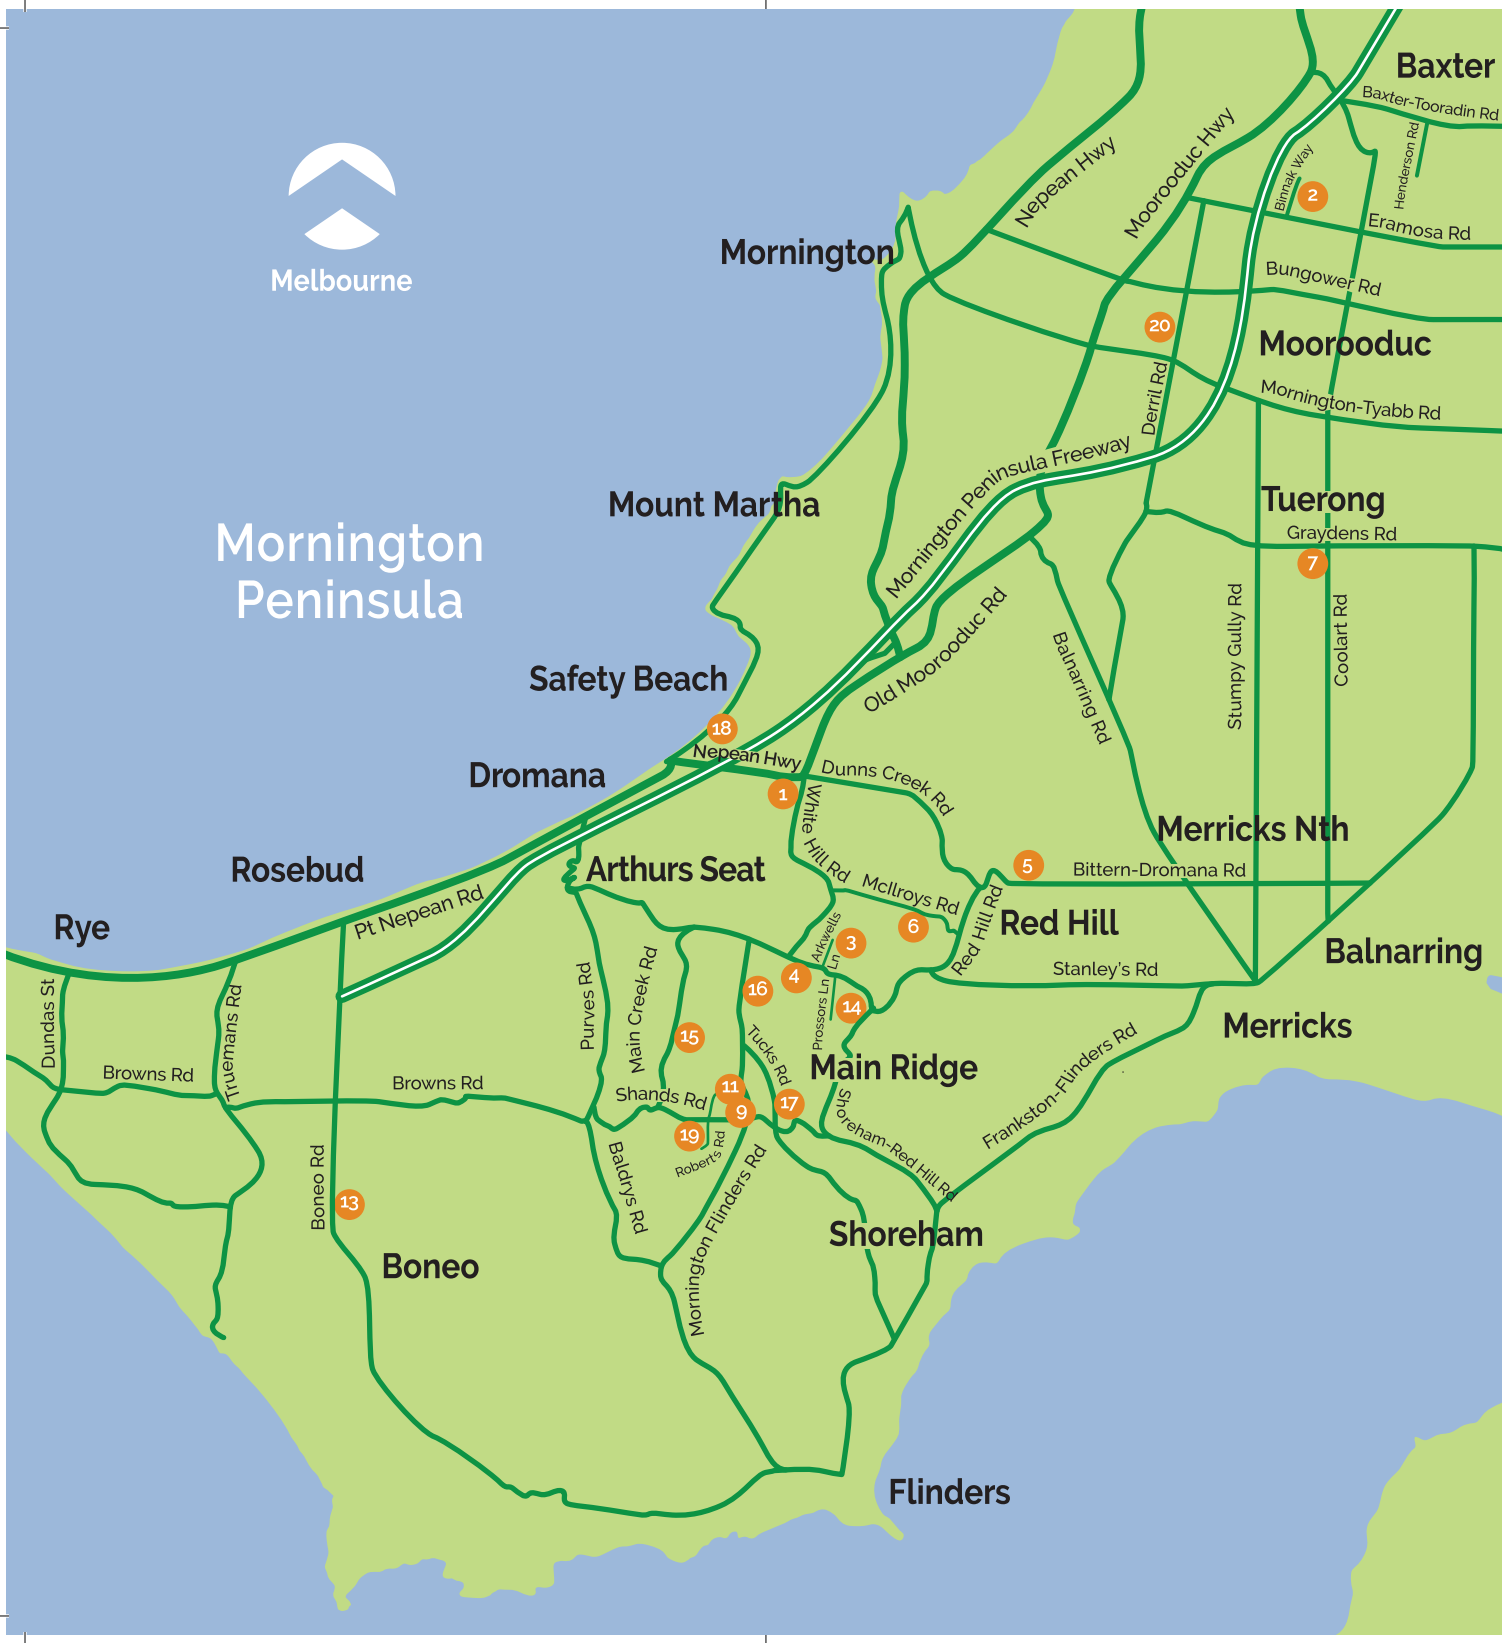 Baxter
Baxter-Tooradin Rd
Henderson Rd
Nepean Hwy
Moorooduc Hwy
Binnak Way
2
Eramosa Rd
Melbourne
Mornington
Bungower Rd
20
Moorooduc
Derril Rd
Mornington-Tyabb Rd
Mornington Peninsula Freeway
Mount Martha
Tuerong
Graydens Rd
7
Mornington
Peninsula
Stumpy Gully Rd
Coolart Rd
Old Moorooduc Rd
Balnarring Rd
Safety Beach
18
Nepean Hwy
Dromana
1
Dunns Creek Rd
White
Hill Rd
Merricks Nth
Rosebud
Arthurs Seat
5
Bittern-Dromana Rd
McIlroys Rd
Pt Nepean Rd
Rye
6
Red Hill Rd
Red Hill
Arkwells
Ln
3
Balnarring
Stanley's Rd
4
16
Prossors Ln
14
Merricks
Dundas St
Truemans Rd
Purves Rd
Main Creek Rd
15
Tucks Rd
Main Ridge
Browns Rd
Browns Rd
Shands Rd
11
9
17
19
Roberts Rd
Shoreham-Red Hill Rd
Frankston-Flinders Rd
Boneo Rd
13
Baldrys Rd
Mornington Flinders Rd
Shoreham
Boneo
Flinders